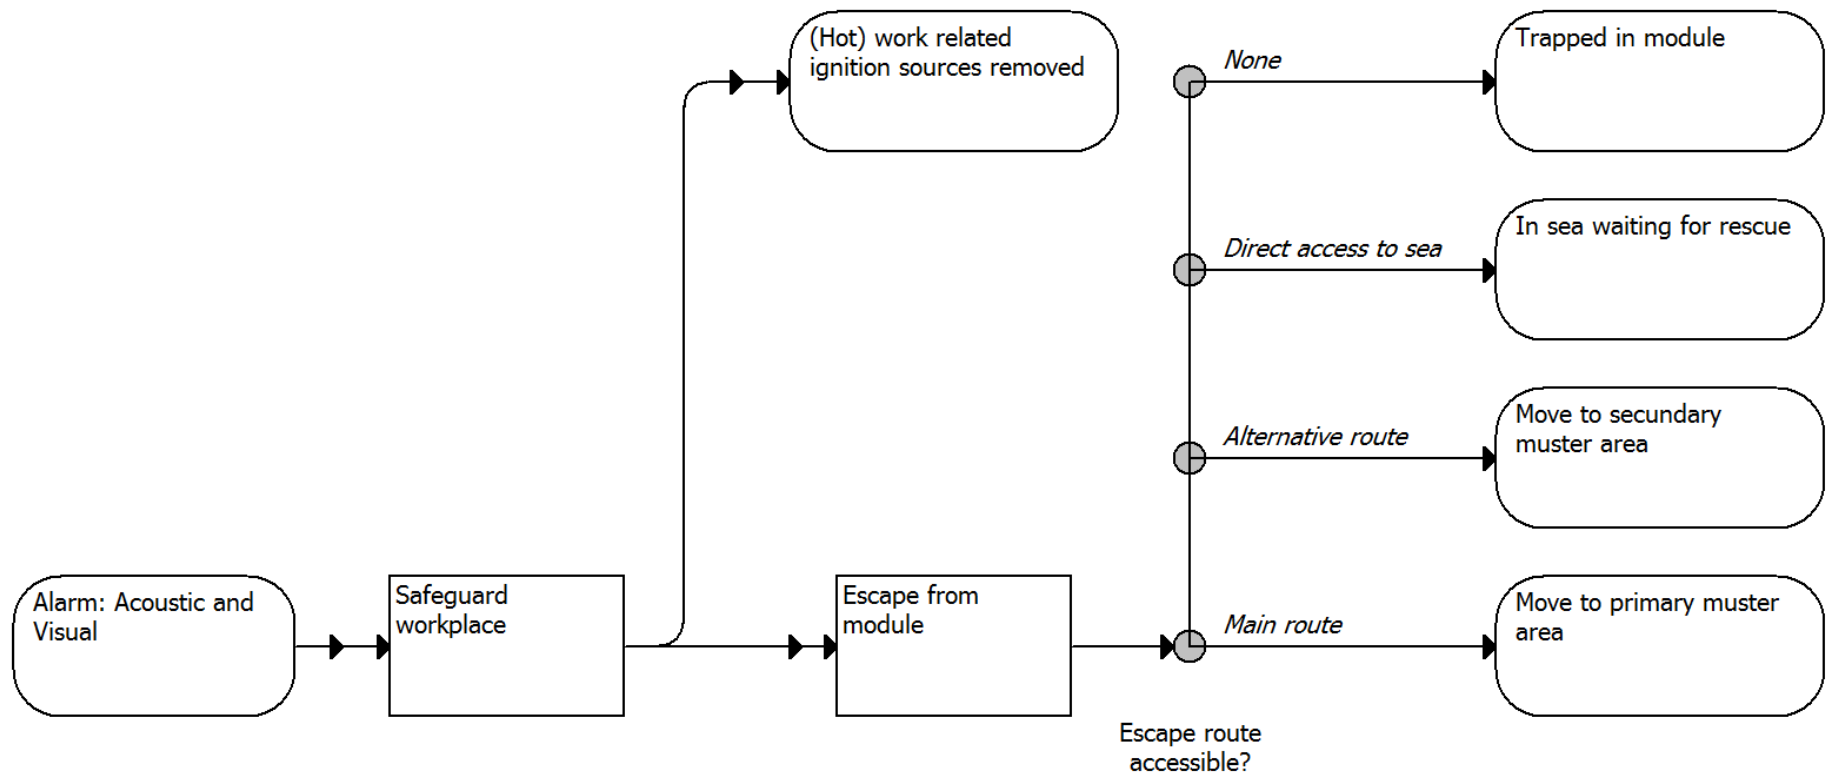 (Hot) work related
ignition sources removed
None
Trapped in module
Direct access to sea
In sea waiting for rescue
Alternative route
Move to secundary
muster area
Alarm: Acoustic and
Visual
Safeguard
workplace
Escape from
module
Main route
Move to primary muster
area
Escape route
accessible?